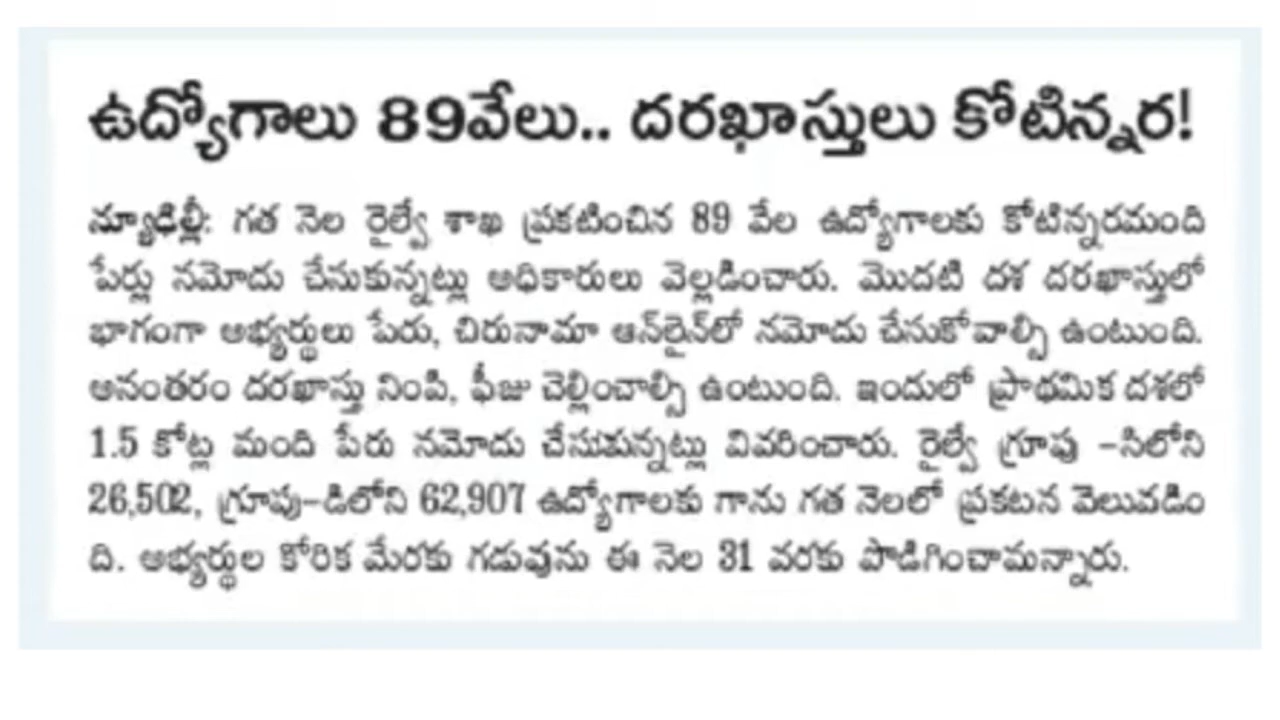 ఉద్యోగాలు 89వేలు.. దరఖాస్తులు కోటిన్నర!
న్యూఢిల్లీ: గత నెల రైల్వే శాఖ ప్రకటించిన 89 వేల ఉద్యోగాలకు కోటిన్నరమంది
పేర్లు నమోదు చేసుకున్నట్లు అధికారులు వెల్లడించారు. మొదటి దశ దరఖాస్తులో
భాగంగా అభ్యర్థులు పేరు, చిరునామా ఆన్‌లైన్‌లో నమోదు చేసుకోవాల్సి ఉంటుంది.
అనంతరం దరఖాస్తు నింపి, ఫీజు చెల్లించాల్సి ఉంటుంది. ఇందులో ప్రాథమిక దశలో
1.5 కోట్ల మంది పేరు నమోదు చేసుకున్నట్లు వివరించారు. రైల్వే గ్రూపు -సిలోని
26,502, గ్రూపు-డిలోని 62,907 ఉద్యోగాలకు గాను గత నెలలో ప్రకటన వెలువడిం
ది. అభ్యర్థుల కోరిక మేరకు గడువును ఈ నెల 31 వరకు పొడిగించామన్నారు.